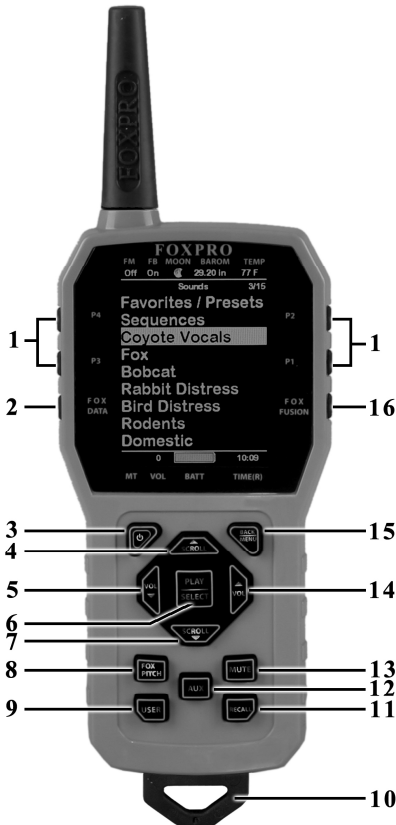 FOXPRO
FOXPRO
FM FB MOON BAROM TEMP
Off On 29.20 in 77 F
Sounds 3/15
Favorites / Presets
Sequences
Coyote Vocals
Fox
Bobcat
Rabbit Distress
Bird Distress
Rodents
Domestic
0 10:09
MT VOL BATT TIME(R)
P4 P2
1 1
P3 P1
2 FOX DATA FOX FUSION 16
3 BACK MENU 15
4 SCROLL
5 VOL VOL 14
PLAY
6 SELECT
7 SCROLL
8 FOX PITCH MUTE 13
AUX 12
9 USER RECALL 11
10